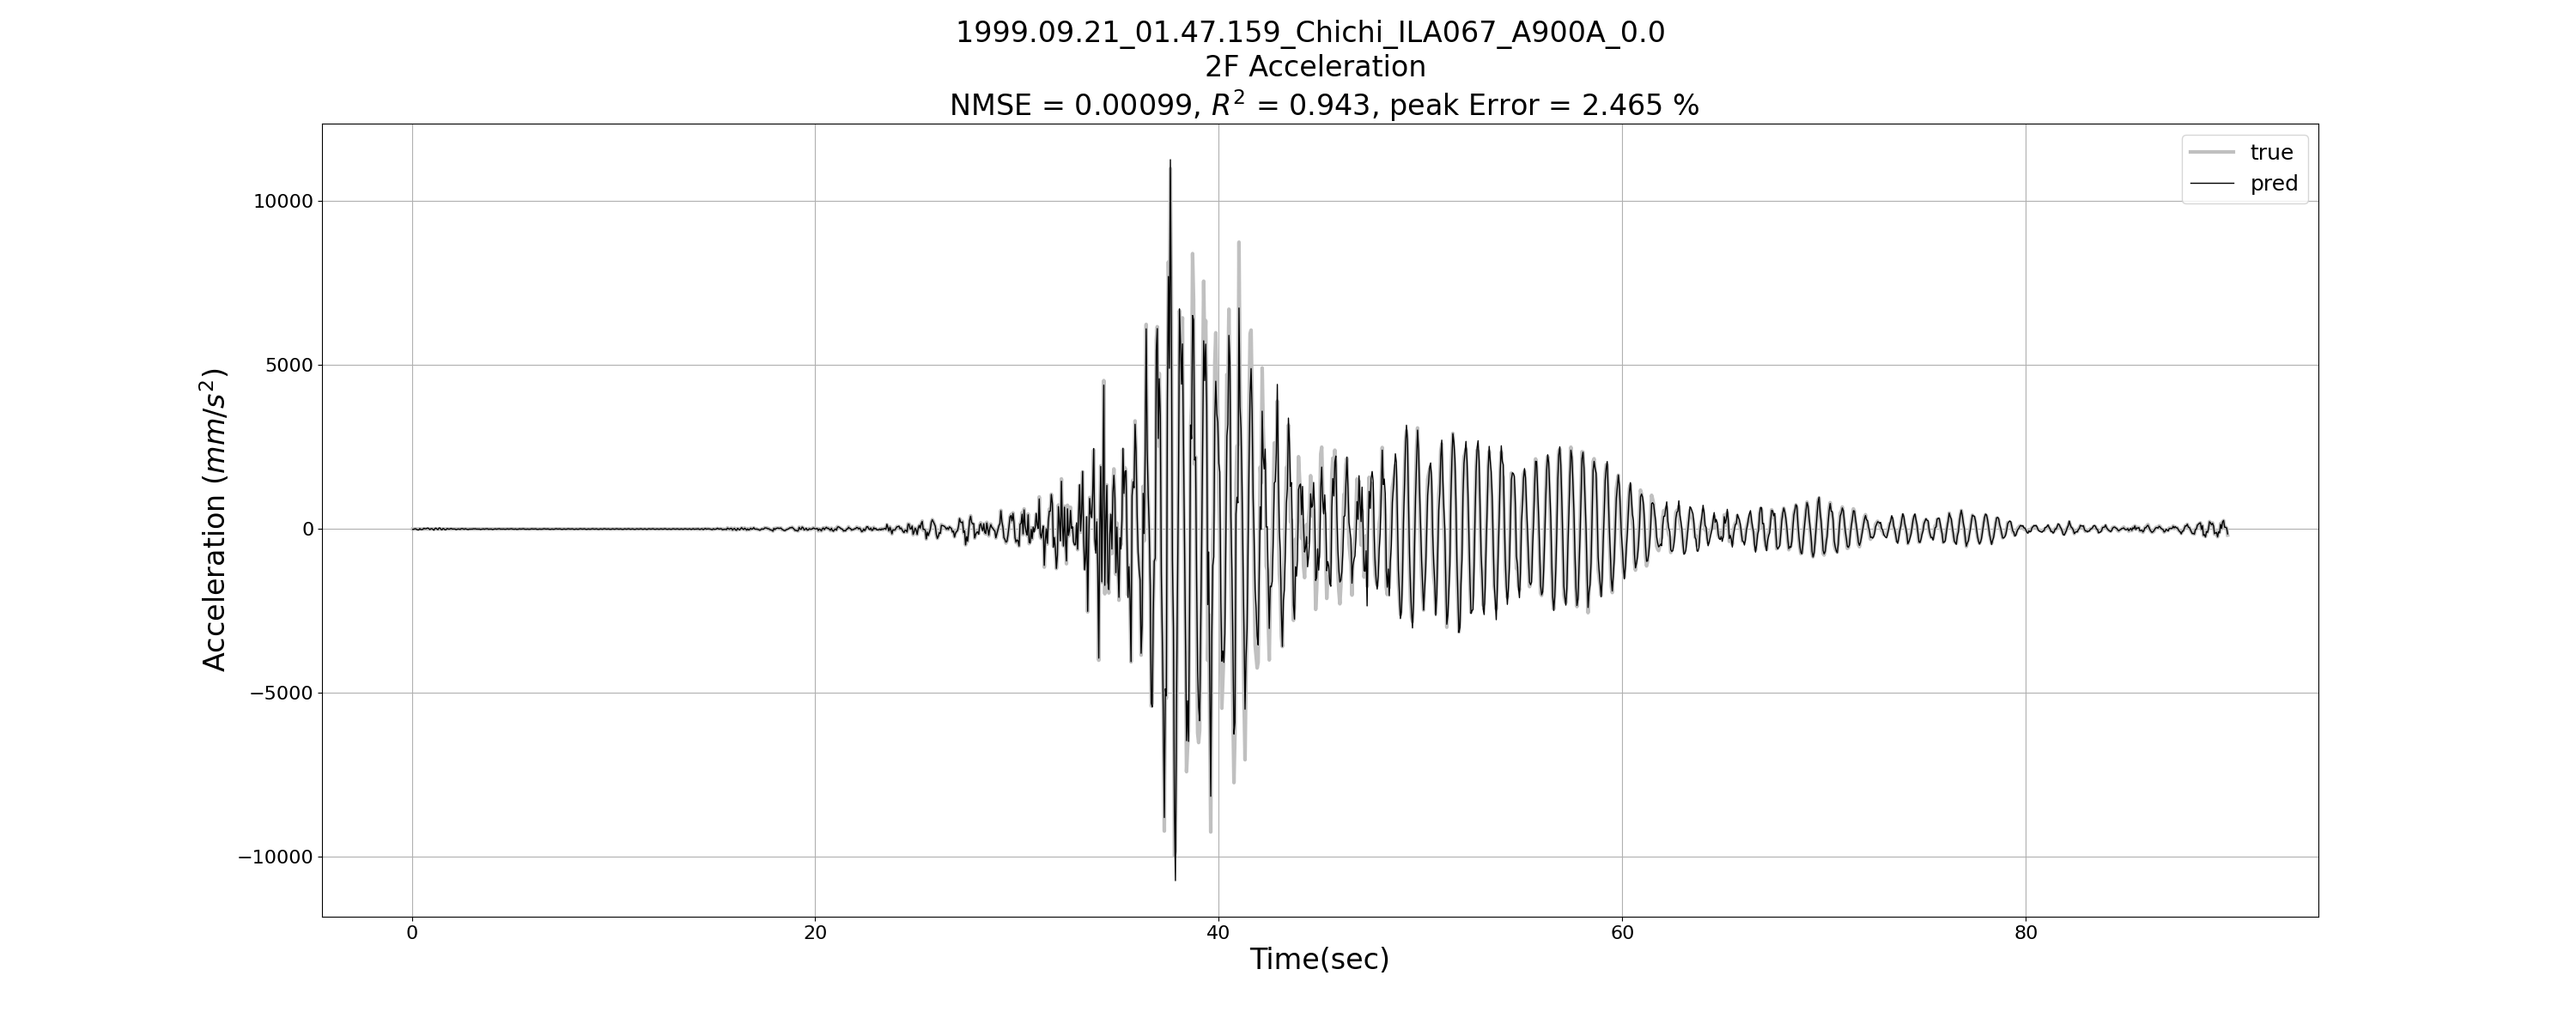 1999.09.21_01.47.159_Chichi_ILA067_A900A_0.0
2F Acceleration
NMSE = 0.00099, R² = 0.943, peak Error = 2.465 %
true
pred
Acceleration (mm/s²)
10000
5000
0
−5000
−10000
0
20
40
60
80
Time(sec)